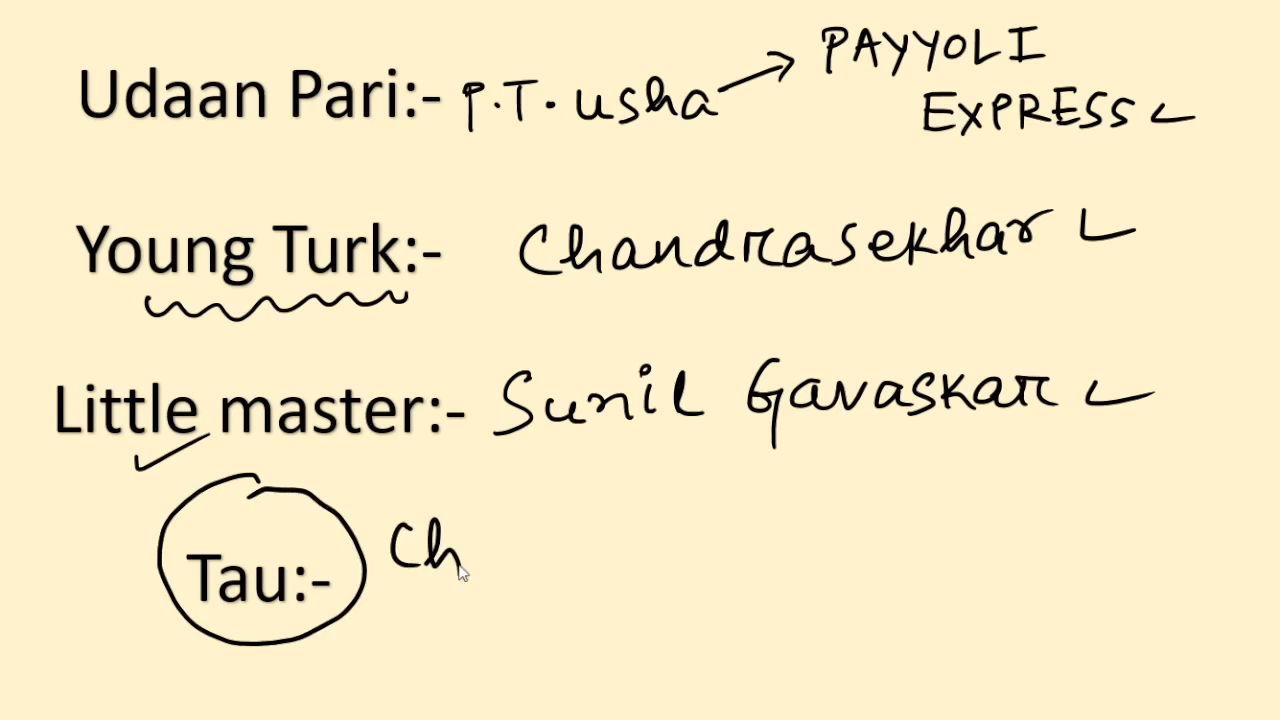 Udaan Pari:- P.T. usha → PAYYOLI
EXPRESS
Young Turk:- Chandrasekhar
Little master:- Sunil Gavaskar
Tau:- Ch